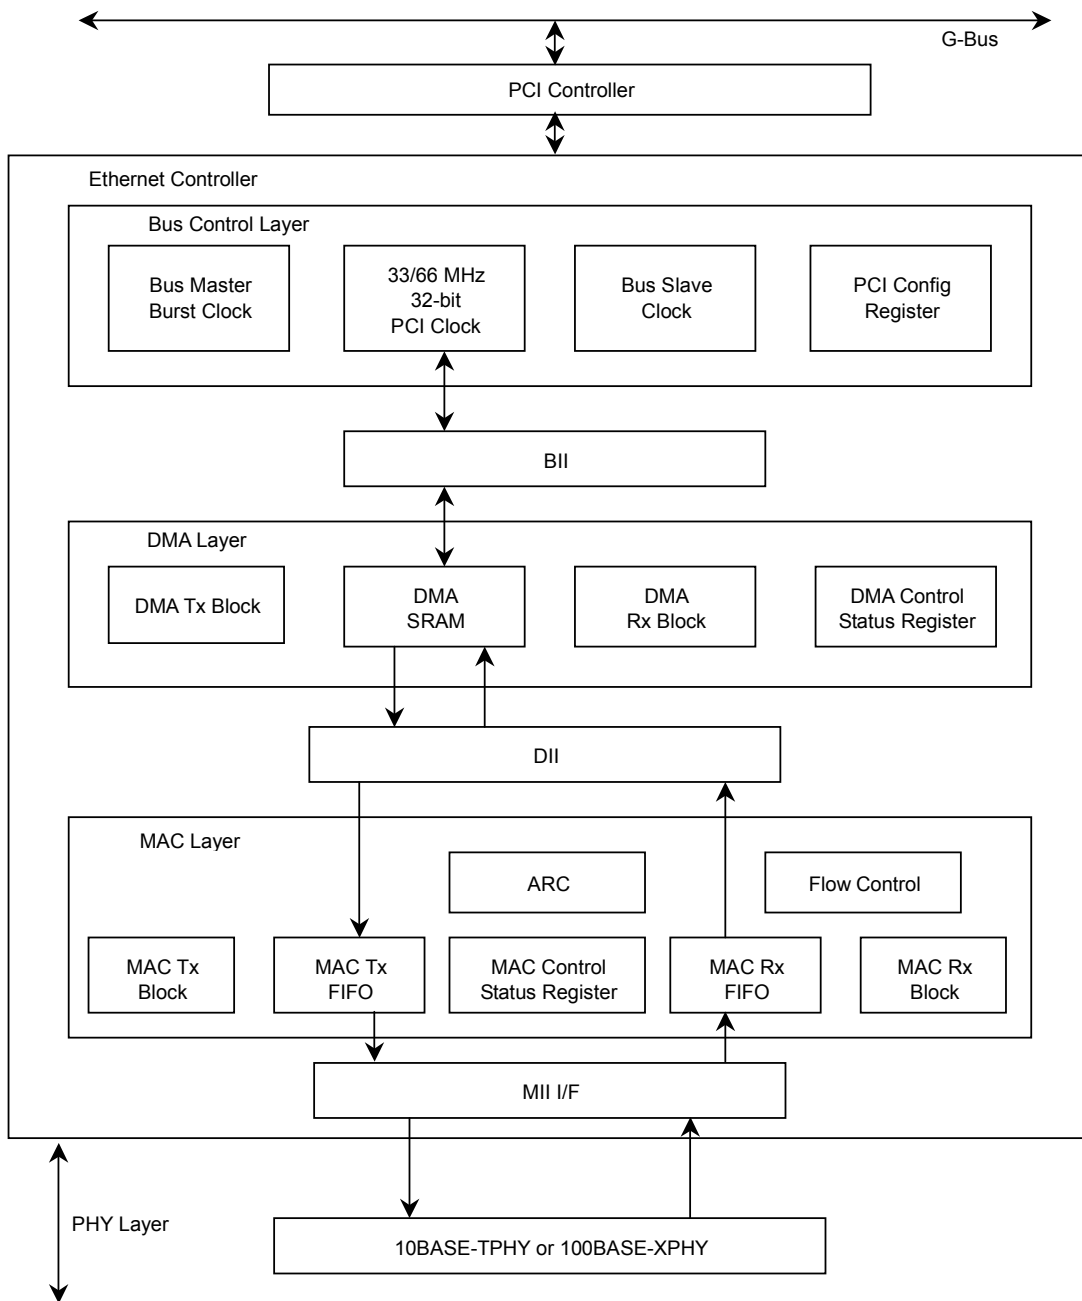 G-Bus
PCI Controller
Ethernet Controller
Bus Control Layer
Bus Master
Burst Clock
33/66 MHz
32-bit
PCI Clock
Bus Slave
Clock
PCI Config
Register
BII
DMA Layer
DMA Tx Block
DMA
SRAM
DMA
Rx Block
DMA Control
Status Register
DII
MAC Layer
ARC
Flow Control
MAC Tx
Block
MAC Tx
FIFO
MAC Control
Status Register
MAC Rx
FIFO
MAC Rx
Block
MII I/F
PHY Layer
10BASE-TPHY or 100BASE-XPHY